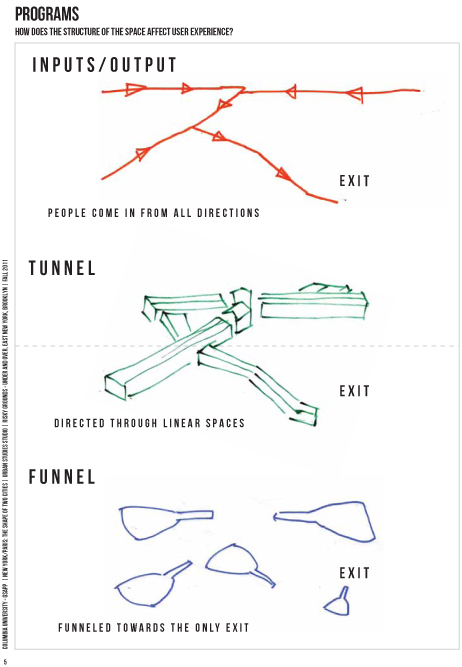 PROGRAMS
HOW DOES THE STRUCTURE OF THE SPACE AFFECT USER EXPERIENCE?
INPUTS/OUTPUT
EXIT
PEOPLE COME IN FROM ALL DIRECTIONS
TUNNEL
EXIT
DIRECTED THROUGH LINEAR SPACES
FUNNEL
EXIT
FUNNELED TOWARDS THE ONLY EXIT
COLUMBIA UNIVERSITY - GSAPP | NEW YORK/PARIS: THE SHAPE OF TWO CITIES | URBAN STUDIES STUDIO | RISKY GROUNDS - UNDER AND OVER, EAST NEW YORK, BROOKLYN | FALL 2011
5